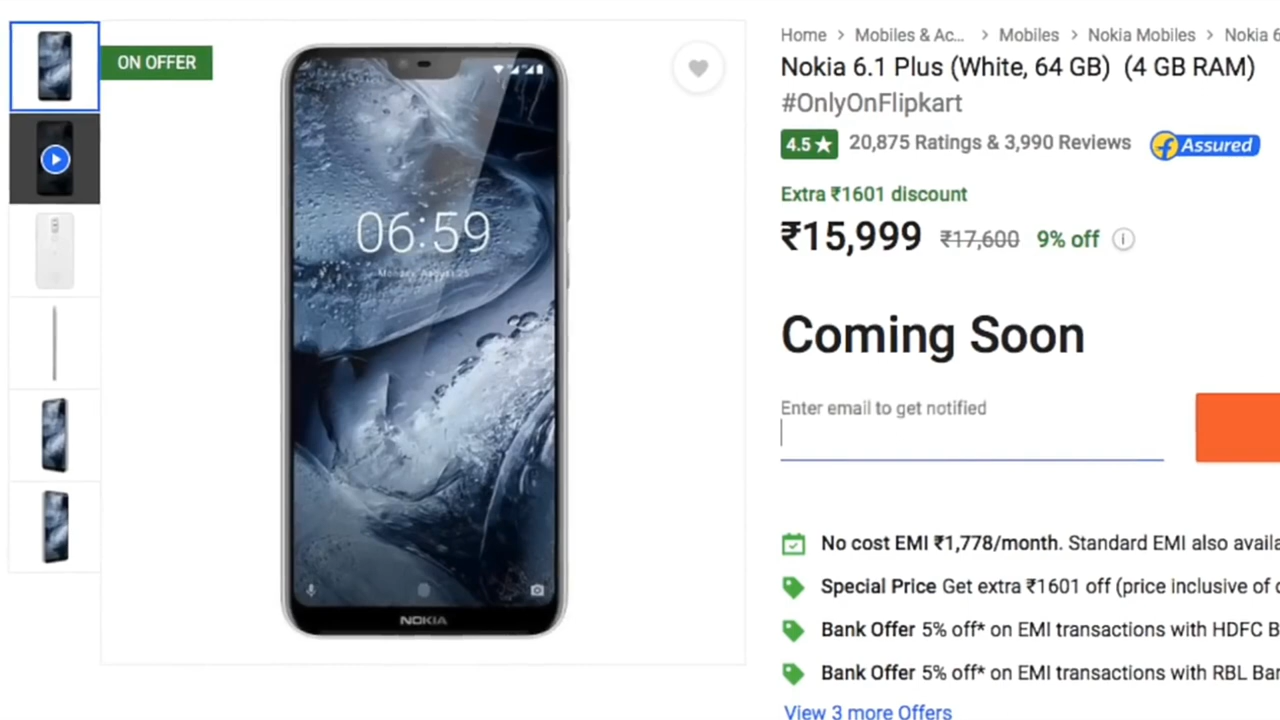 Home > Mobiles & Ac... > Mobiles > Nokia Mobiles > Nokia 6
ON OFFER
Nokia 6.1 Plus (White, 64 GB) (4 GB RAM)
#OnlyOnFlipkart
4.5★ 20,875 Ratings & 3,990 Reviews f Assured
Extra ₹1601 discount
₹15,999 ₹17,600 9% off i
06:59
Monday, August 25
Coming Soon
Enter email to get notified
No cost EMI ₹1,778/month. Standard EMI also availa
Special Price Get extra ₹1601 off (price inclusive of
Bank Offer 5% off* on EMI transactions with HDFC B
NOKIA
Bank Offer 5% off* on EMI transactions with RBL Ba
View 3 more Offers